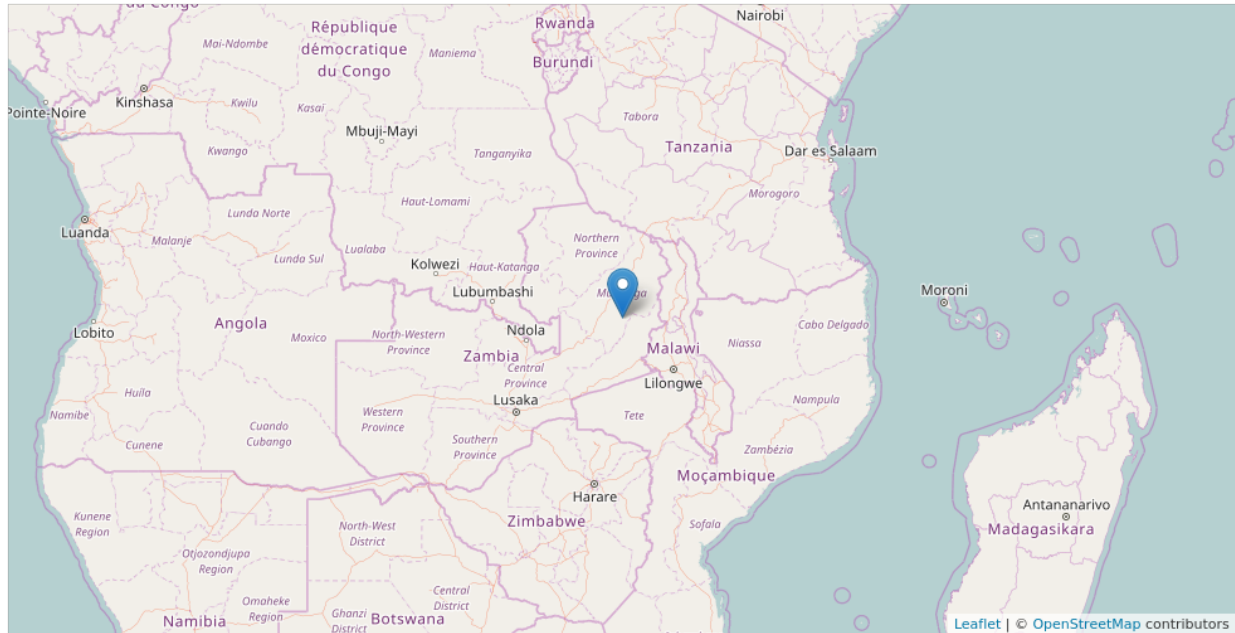 du Congo
Nairobi
Rwanda
République
démocratique
du Congo
Mai-Ndombe
Maniema
Burundi
Kinshasa
Kwilu
Kasaï
Pointe-Noire
Tabora
Mbuji-Mayi
Kwango
Tanganyika
Tanzania
Dar es Salaam
Morogoro
Haut-Lomami
Lunda Norte
Luanda
Malanje
Lualaba
Lunda Sul
Northern
Province
Kolwezi
Haut-Katanga
Lubumbashi
Moroni
Lobito
Angola
Moxico
North-Western
Province
Ndola
Zambia
Central
Province
Malawi
Niassa
Cabo Delgado
Lilongwe
Huíla
Namibe
Cunene
Cuando
Cubango
Western
Province
Lusaka
Southern
Province
Tete
Nampula
Zambézia
Moçambique
Harare
Zimbabwe
Sofala
Antananarivo
Madagasikara
Kunene
Region
Otjozondjupa
Region
North-West
District
Omaheke
Region
Ghanzi
District
Central
District
Namibia
Botswana
Leaflet | © OpenStreetMap contributors